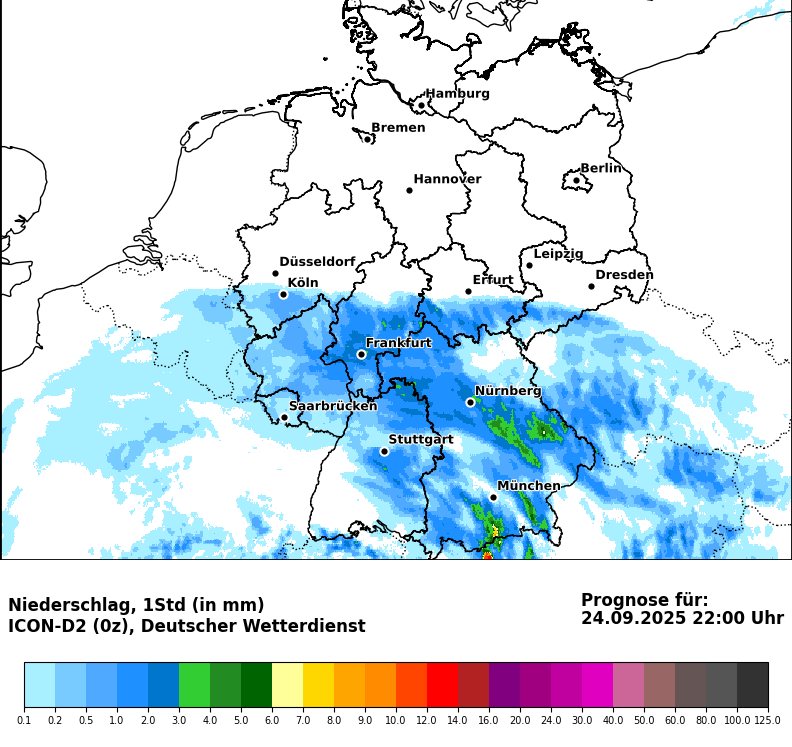 Hamburg
Bremen
Berlin
Hannover
Leipzig
Düsseldorf
Dresden
Köln
Erfurt
Frankfurt
Nürnberg
Saarbrücken
Stuttgart
München
Niederschlag, 1Std (in mm)
ICON-D2 (0z), Deutscher Wetterdienst
Prognose für:
24.09.2025 22:00 Uhr
0.1 0.2 0.5 1.0 2.0 3.0 4.0 5.0 6.0 7.0 8.0 9.0 10.0 12.0 14.0 16.0 20.0 24.0 30.0 40.0 50.0 60.0 80.0 100.0 125.0